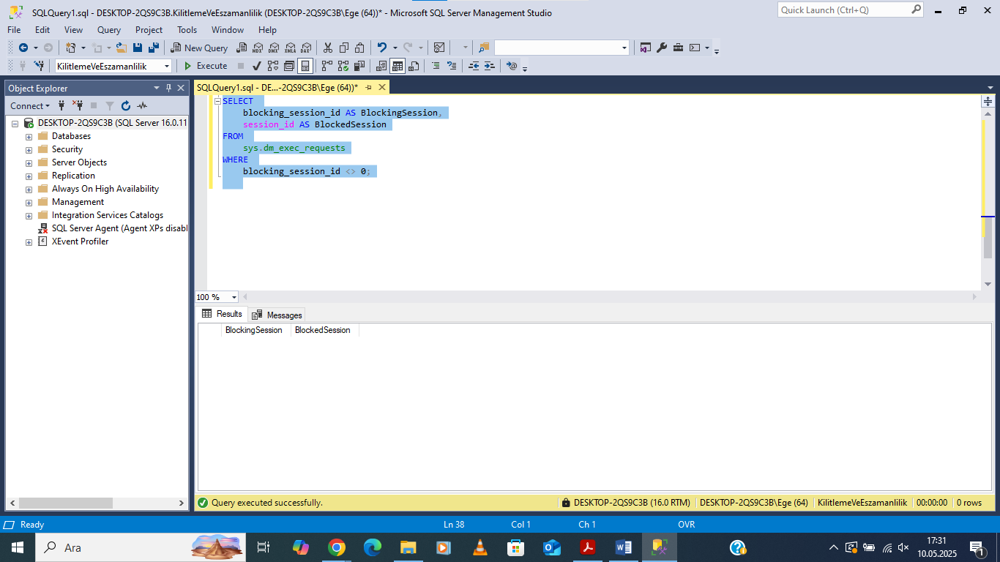 SQLQuery1.sql - DESKTOP-2QS9C3B.KilitlemeVeEszamanlilik (DESKTOP-2QS9C3B\Ege (64))* - Microsoft SQL Server Management Studio
Quick Launch (Ctrl+Q)
File Edit View Query Project Tools Window Help
New Query MDX DMX XMLA DAX
KilitlemeVeEszamanlilik Execute
Object Explorer
SQLQuery1.sql - DE...-2QS9C3B\Ege (64))*
Connect
DESKTOP-2QS9C3B (SQL Server 16.0.11
Databases
Security
Server Objects
Replication
Always On High Availability
Management
Integration Services Catalogs
SQL Server Agent (Agent XPs disabl
XEvent Profiler
SELECT
blocking_session_id AS BlockingSession,
session_id AS BlockedSession
FROM
sys.dm_exec_requests
WHERE
blocking_session_id <> 0;
100 %
Results Messages
BlockingSession BlockedSession
Query executed successfully. DESKTOP-2QS9C3B (16.0 RTM) DESKTOP-2QS9C3B\Ege (64) KilitlemeVeEszamanlilik 00:00:00 0 rows
Ready Ln 38 Col 1 Ch 1 OVR
Ara
17:31
10.05.2025
1